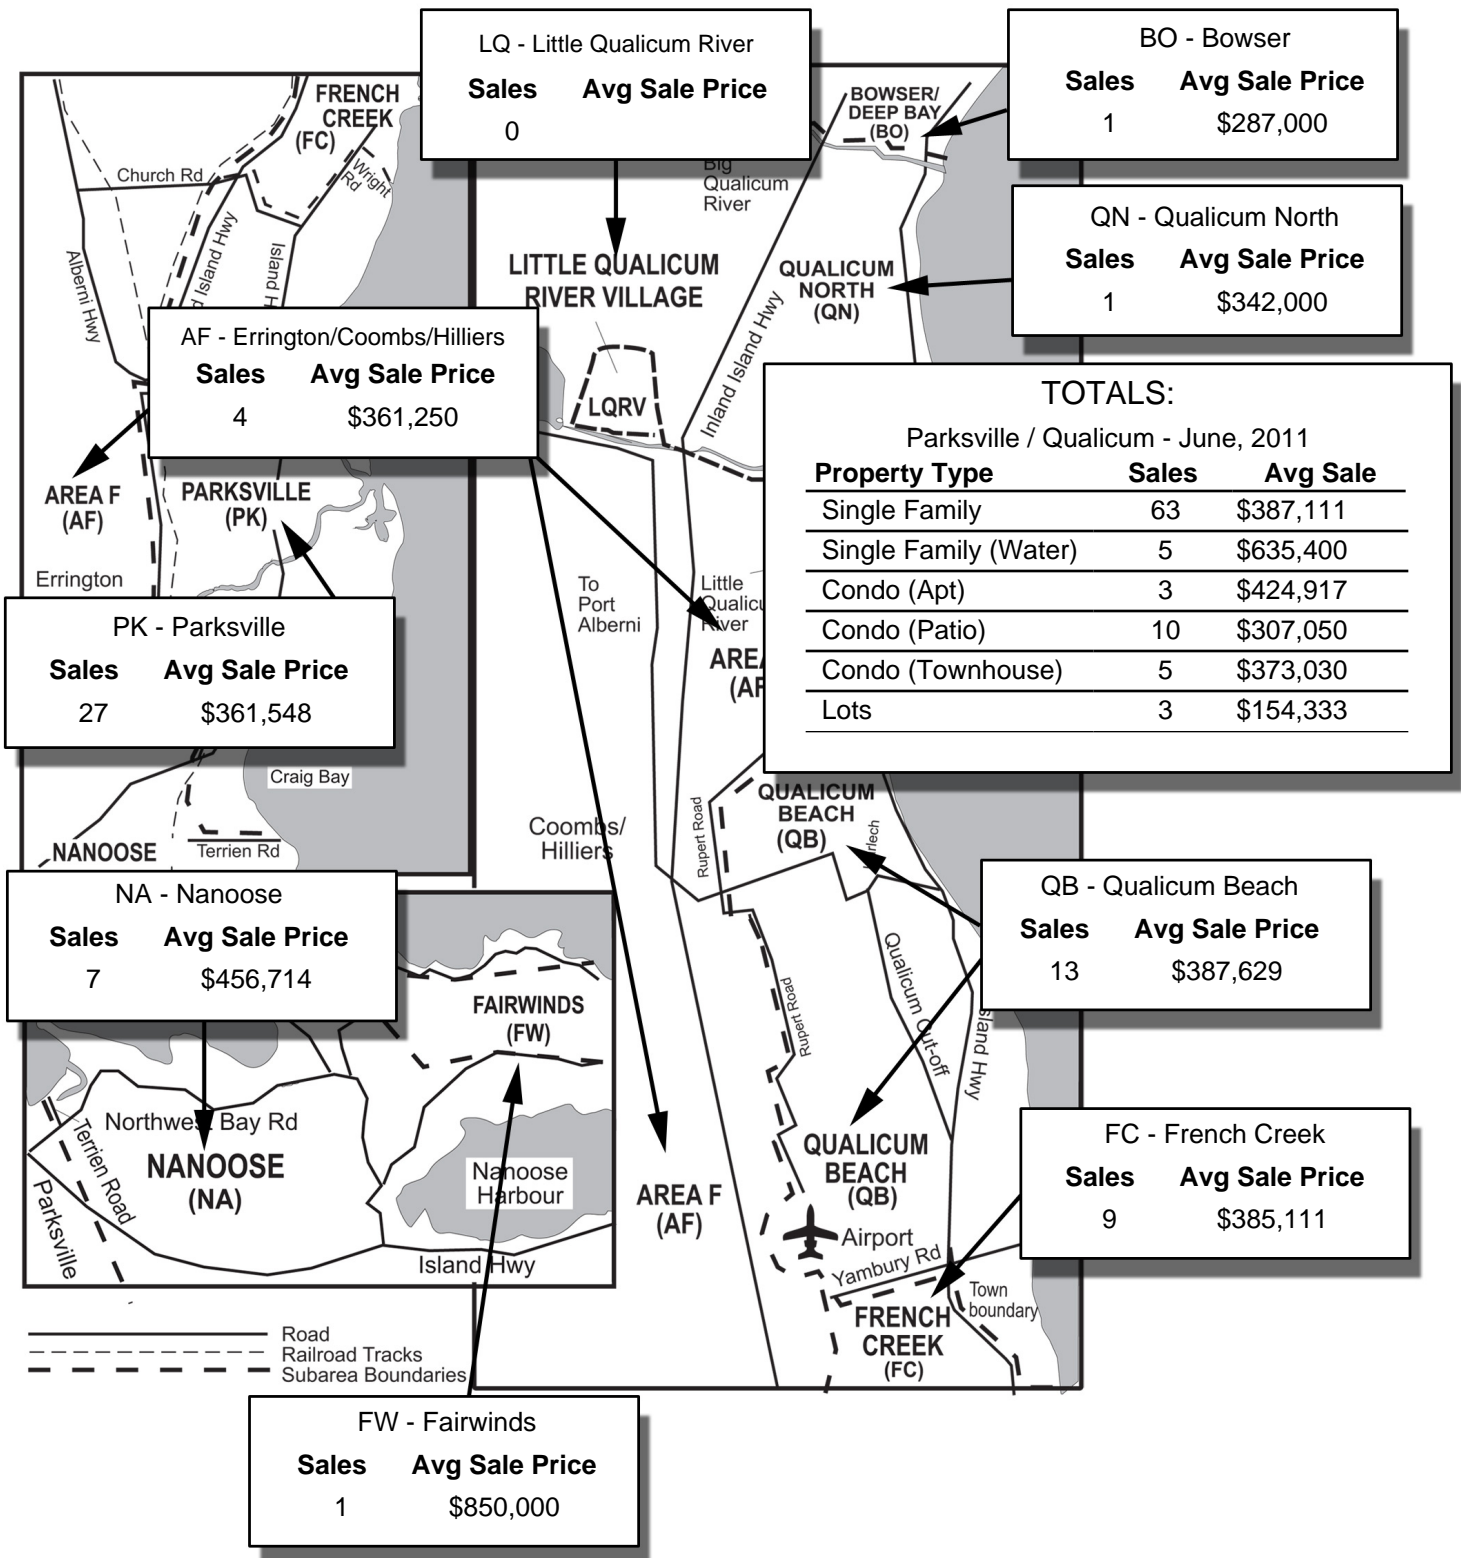 LQ - Little Qualicum River
Sales Avg Sale Price
0
BO - Bowser
Sales Avg Sale Price
1 $287,000
QN - Qualicum North
Sales Avg Sale Price
1 $342,000
FRENCH
CREEK
(FC)
Church Rd
Wright
Rd
Alberni Hwy
Island Hwy
Island
BOWSER/
DEEP BAY
(BO)
Big
Qualicum
River
LITTLE QUALICUM
RIVER VILLAGE
QUALICUM
NORTH
(QN)
Inland Island Hwy
LQRV
AF - Errington/Coombs/Hilliers
Sales Avg Sale Price
4 $361,250
TOTALS:
Parksville / Qualicum - June, 2011
Property Type Sales Avg Sale
Single Family 63 $387,111
Single Family (Water) 5 $635,400
Condo (Apt) 3 $424,917
Condo (Patio) 10 $307,050
Condo (Townhouse) 5 $373,030
Lots 3 $154,333
AREA F
(AF)
PARKSVILLE
(PK)
Errington
To
Port
Alberni
Little
River
PK - Parksville
Sales Avg Sale Price
27 $361,548
Craig Bay
NANOOSE
Terrien Rd
Coombs/
Hilliers
Rupert Road
QUALICUM
BEACH
(QB)
NA - Nanoose
Sales Avg Sale Price
7 $456,714
QB - Qualicum Beach
Sales Avg Sale Price
13 $387,629
Qualicum Cut-off
Rupert Road
Hwy
FAIRWINDS
(FW)
Northwest Bay Rd
Terrien Road
Parksville
NANOOSE
(NA)
Nanoose
Harbour
Island Hwy
AREA F
(AF)
QUALICUM
BEACH
(QB)
Airport
Yambury Rd
FC - French Creek
Sales Avg Sale Price
9 $385,111
Town
boundary
FRENCH
CREEK
(FC)
Road
Railroad Tracks
Subarea Boundaries
FW - Fairwinds
Sales Avg Sale Price
1 $850,000